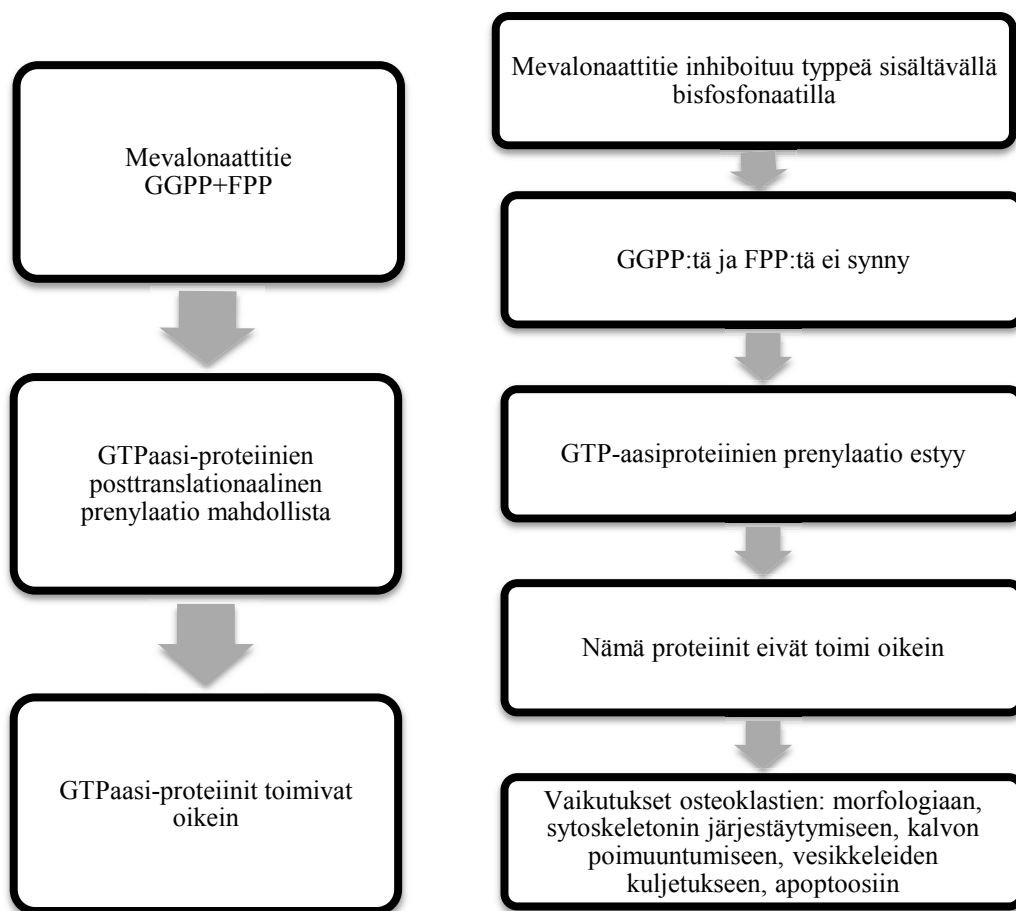 Mevalonaattitie
GGPP+FPP
GTPaasi-proteiinien
posttranslationaalinen
prenylaatio mahdollista
GTPaasi-proteiinit toimivat
oikein
Mevalonaattitie inhiboituu typpeä sisältävällä
bisfosfonaatilla
GGPP:tä ja FPP:tä ei synny
GTP-aasiproteiinien prenylaatio estyy
Nämä proteiinit eivät toimi oikein
Vaikutukset osteoklastien: morfologiaan,
sytoskeletonin järjestäytymiseen, kalvon
poimuuntumiseen, vesikkeleiden
kuljetukseen, apoptoosiin